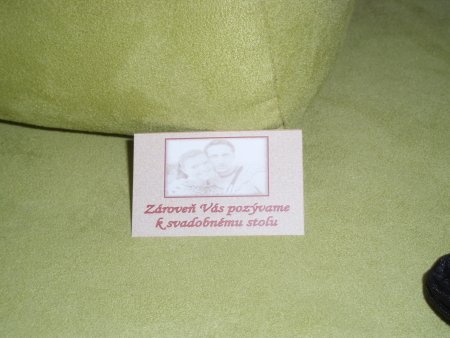 Zároveň Vás pozývame
k svadobnému stolu